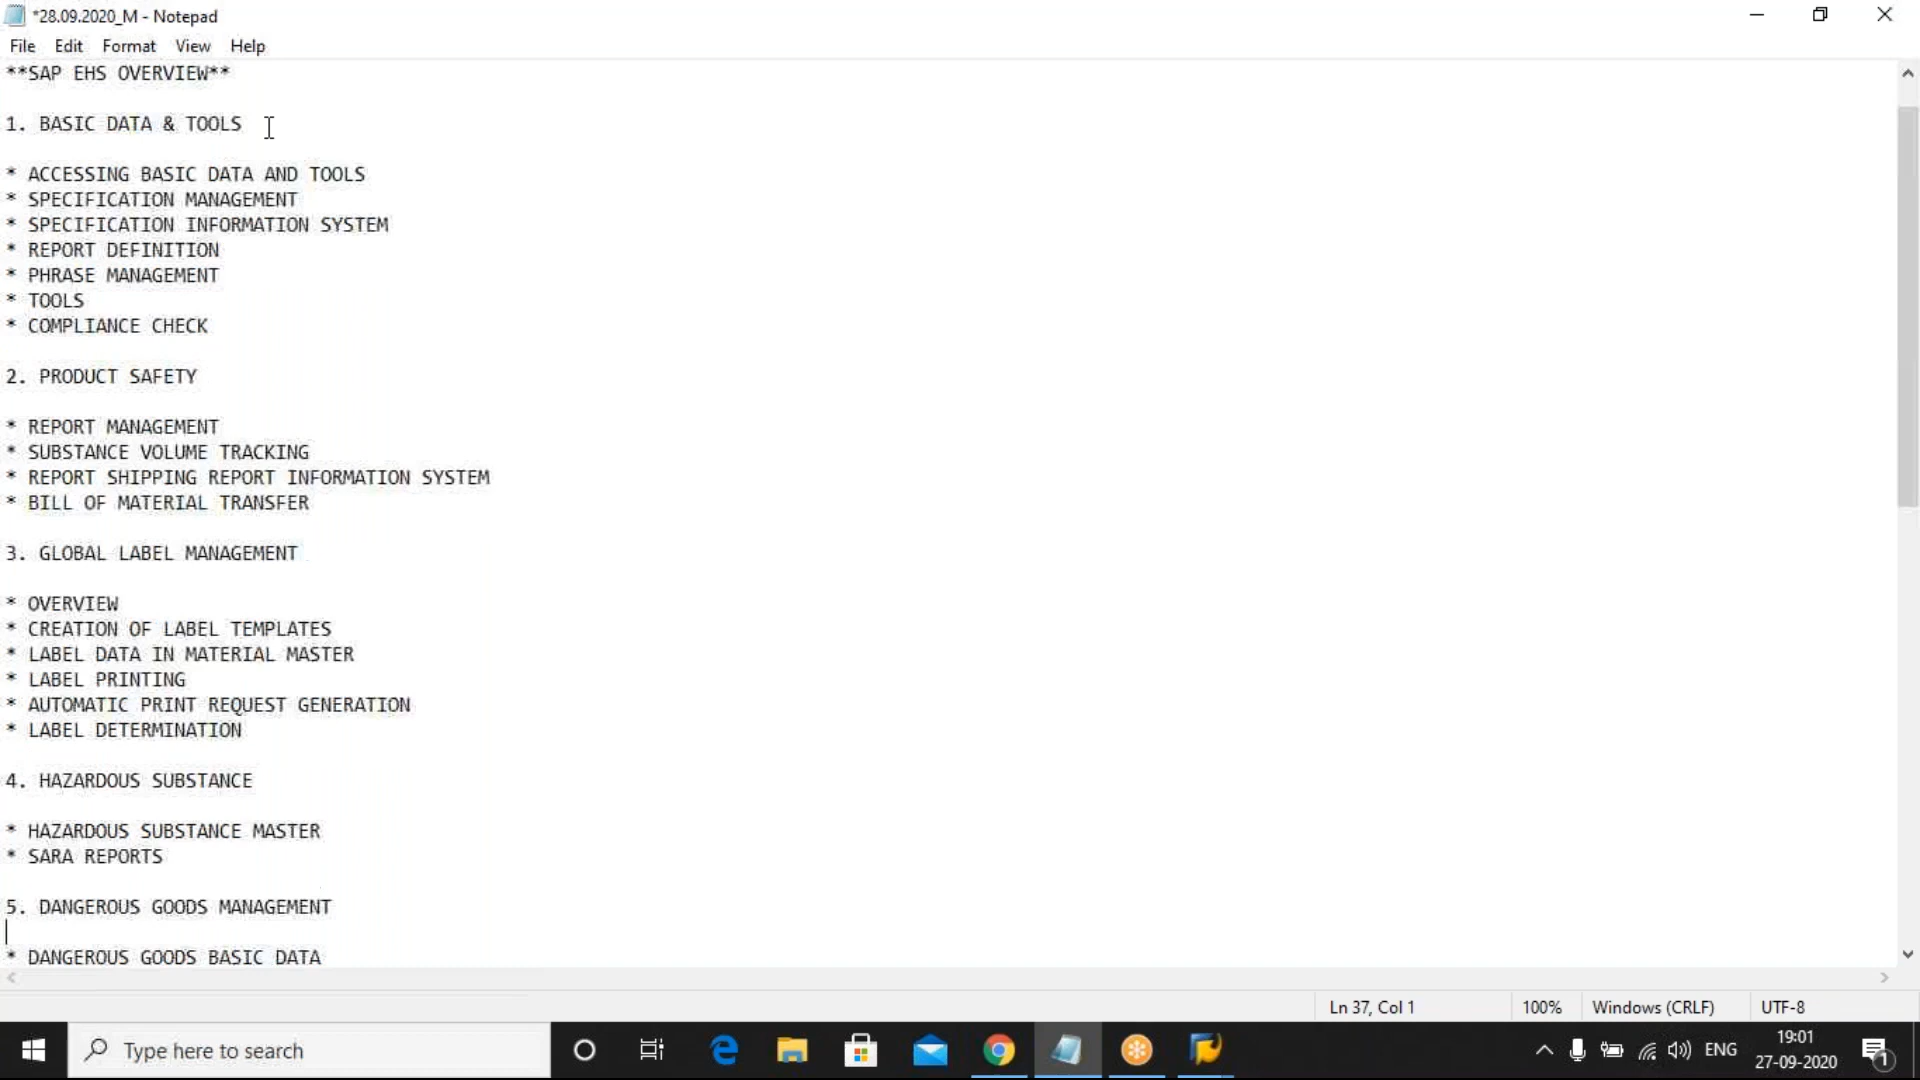 *28.09.2020_M - Notepad
File Edit Format View Help
**SAP EHS OVERVIEW**
1. BASIC DATA & TOOLS
* ACCESSING BASIC DATA AND TOOLS
* SPECIFICATION MANAGEMENT
* SPECIFICATION INFORMATION SYSTEM
* REPORT DEFINITION
* PHRASE MANAGEMENT
* TOOLS
* COMPLIANCE CHECK
2. PRODUCT SAFETY
* REPORT MANAGEMENT
* SUBSTANCE VOLUME TRACKING
* REPORT SHIPPING REPORT INFORMATION SYSTEM
* BILL OF MATERIAL TRANSFER
3. GLOBAL LABEL MANAGEMENT
* OVERVIEW
* CREATION OF LABEL TEMPLATES
* LABEL DATA IN MATERIAL MASTER
* LABEL PRINTING
* AUTOMATIC PRINT REQUEST GENERATION
* LABEL DETERMINATION
4. HAZARDOUS SUBSTANCE
* HAZARDOUS SUBSTANCE MASTER
* SARA REPORTS
5. DANGEROUS GOODS MANAGEMENT
* DANGEROUS GOODS BASIC DATA
Ln 37, Col 1 100% Windows (CRLF) UTF-8
Type here to search
ENG
19:01
27-09-2020
1